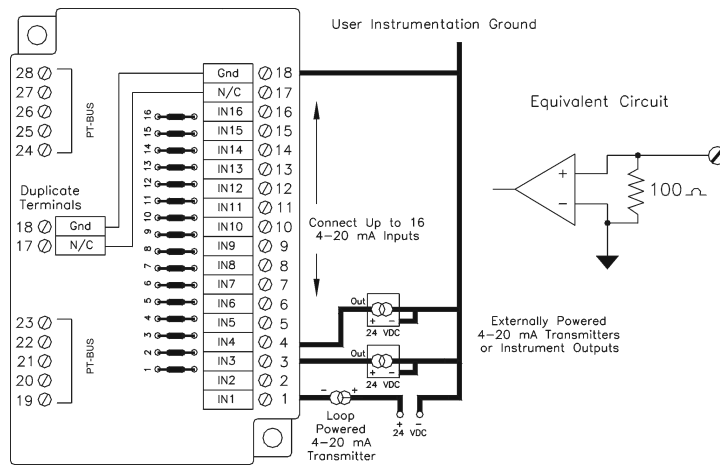 User Instrumentation Ground
28
27
26
25
24
PT-BUS
Gnd 18
N/C 17
16 IN16 16
15 IN15 15
14 IN14 14
13 IN13 13
12 IN12 12
11 IN11 11
10 IN10 10
9 IN9 9
8 IN8 8
7 IN7 7
6 IN6 6
5 IN5 5
4 IN4 4
3 IN3 3
2 IN2 2
1 IN1 1
Duplicate
Terminals
18 Gnd
17 N/C
23
22
21
20
19
PT-BUS
Connect Up to 16
4-20 mA Inputs
Out
+ -
24 VDC
Out
+ -
24 VDC
- +
Loop
Powered
4-20 mA
Transmitter
+ -
24 VDC
Externally Powered
4-20 mA Transmitters
or Instrument Outputs
Equivalent Circuit
+
-
100 Ω